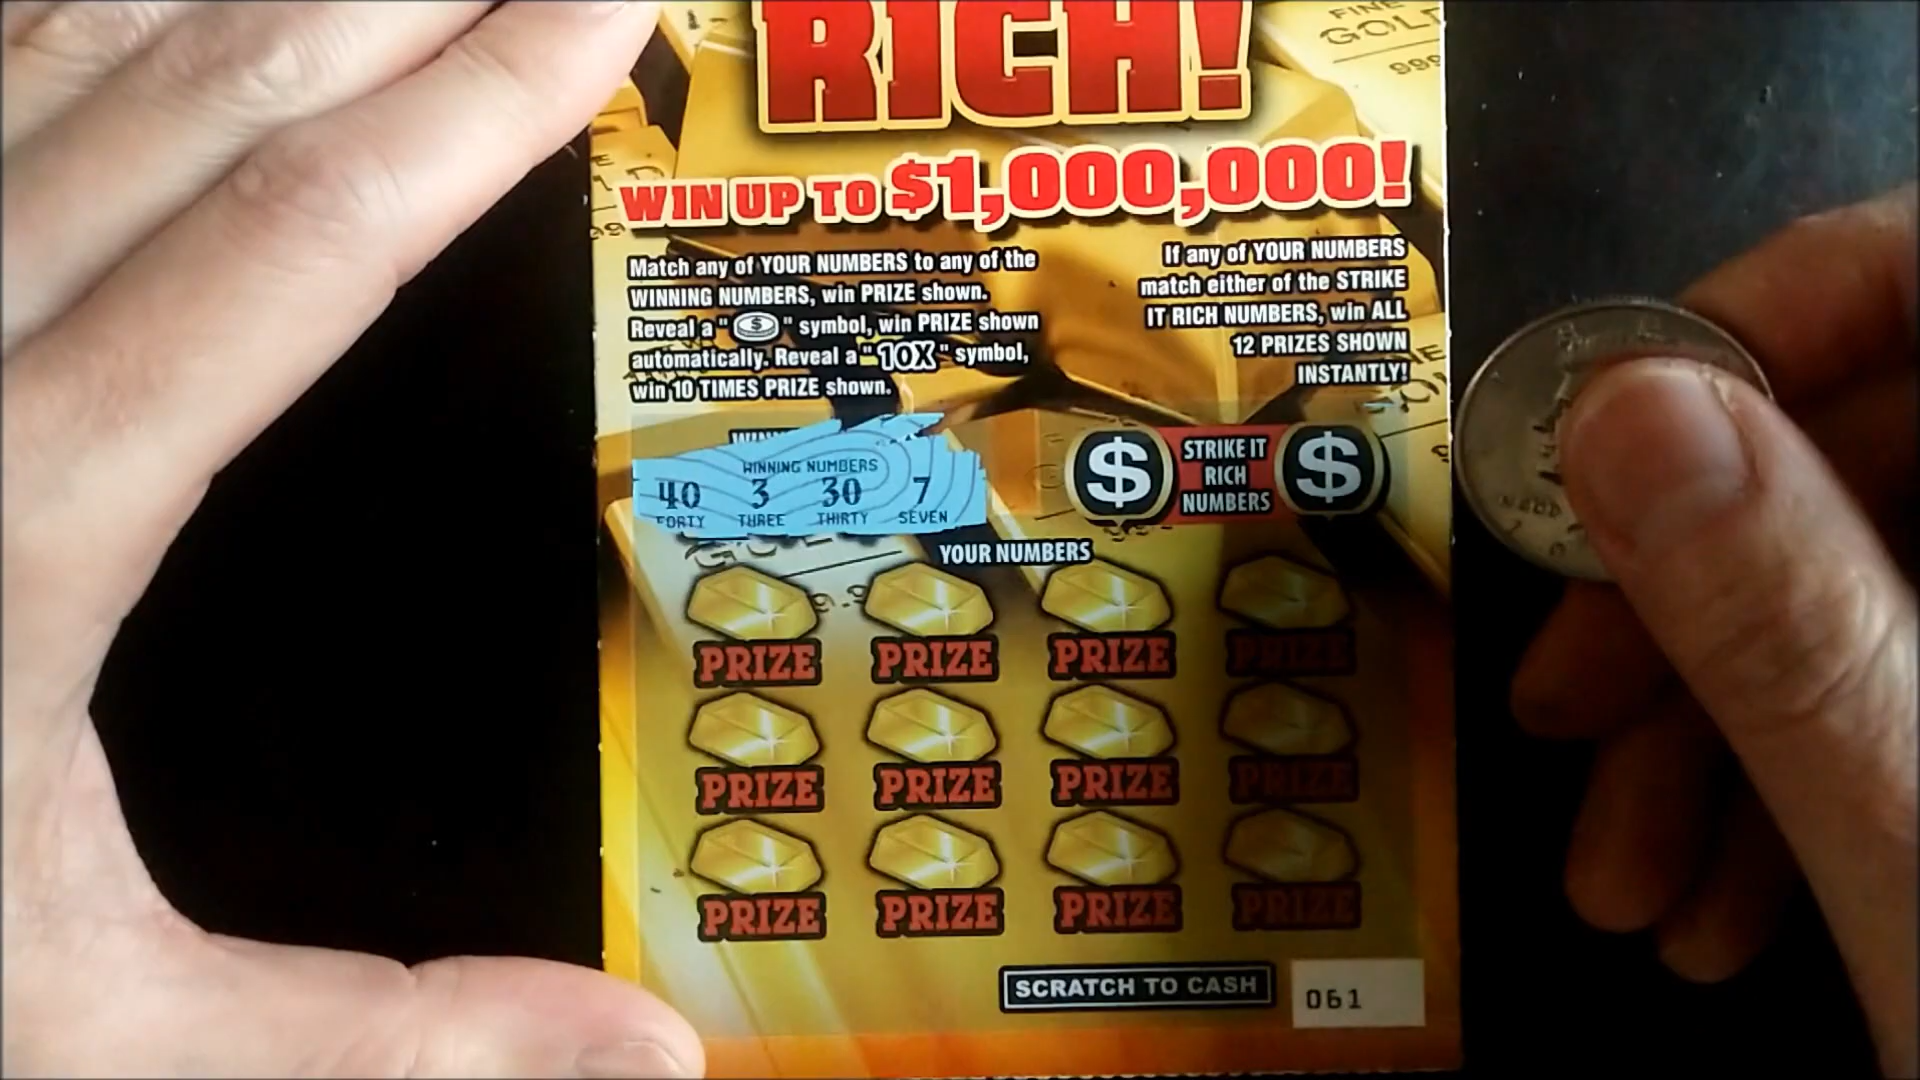 RICH!
FINE
GOLD
999
WIN UP TO $1,000,000!
Match any of YOUR NUMBERS to any of the
WINNING NUMBERS, win PRIZE shown.
Reveal a " $ " symbol, win PRIZE shown
automatically. Reveal a " 10X " symbol,
win 10 TIMES PRIZE shown.
If any of YOUR NUMBERS
match either of the STRIKE
IT RICH NUMBERS, win ALL
12 PRIZES SHOWN
INSTANTLY!
WINNING NUMBERS
40 3 30 7
FORTY THREE THIRTY SEVEN
$ STRIKE IT RICH NUMBERS $
YOUR NUMBERS
PRIZE PRIZE PRIZE PRIZE
PRIZE PRIZE PRIZE PRIZE
PRIZE PRIZE PRIZE PRIZE
SCRATCH TO CASH
061